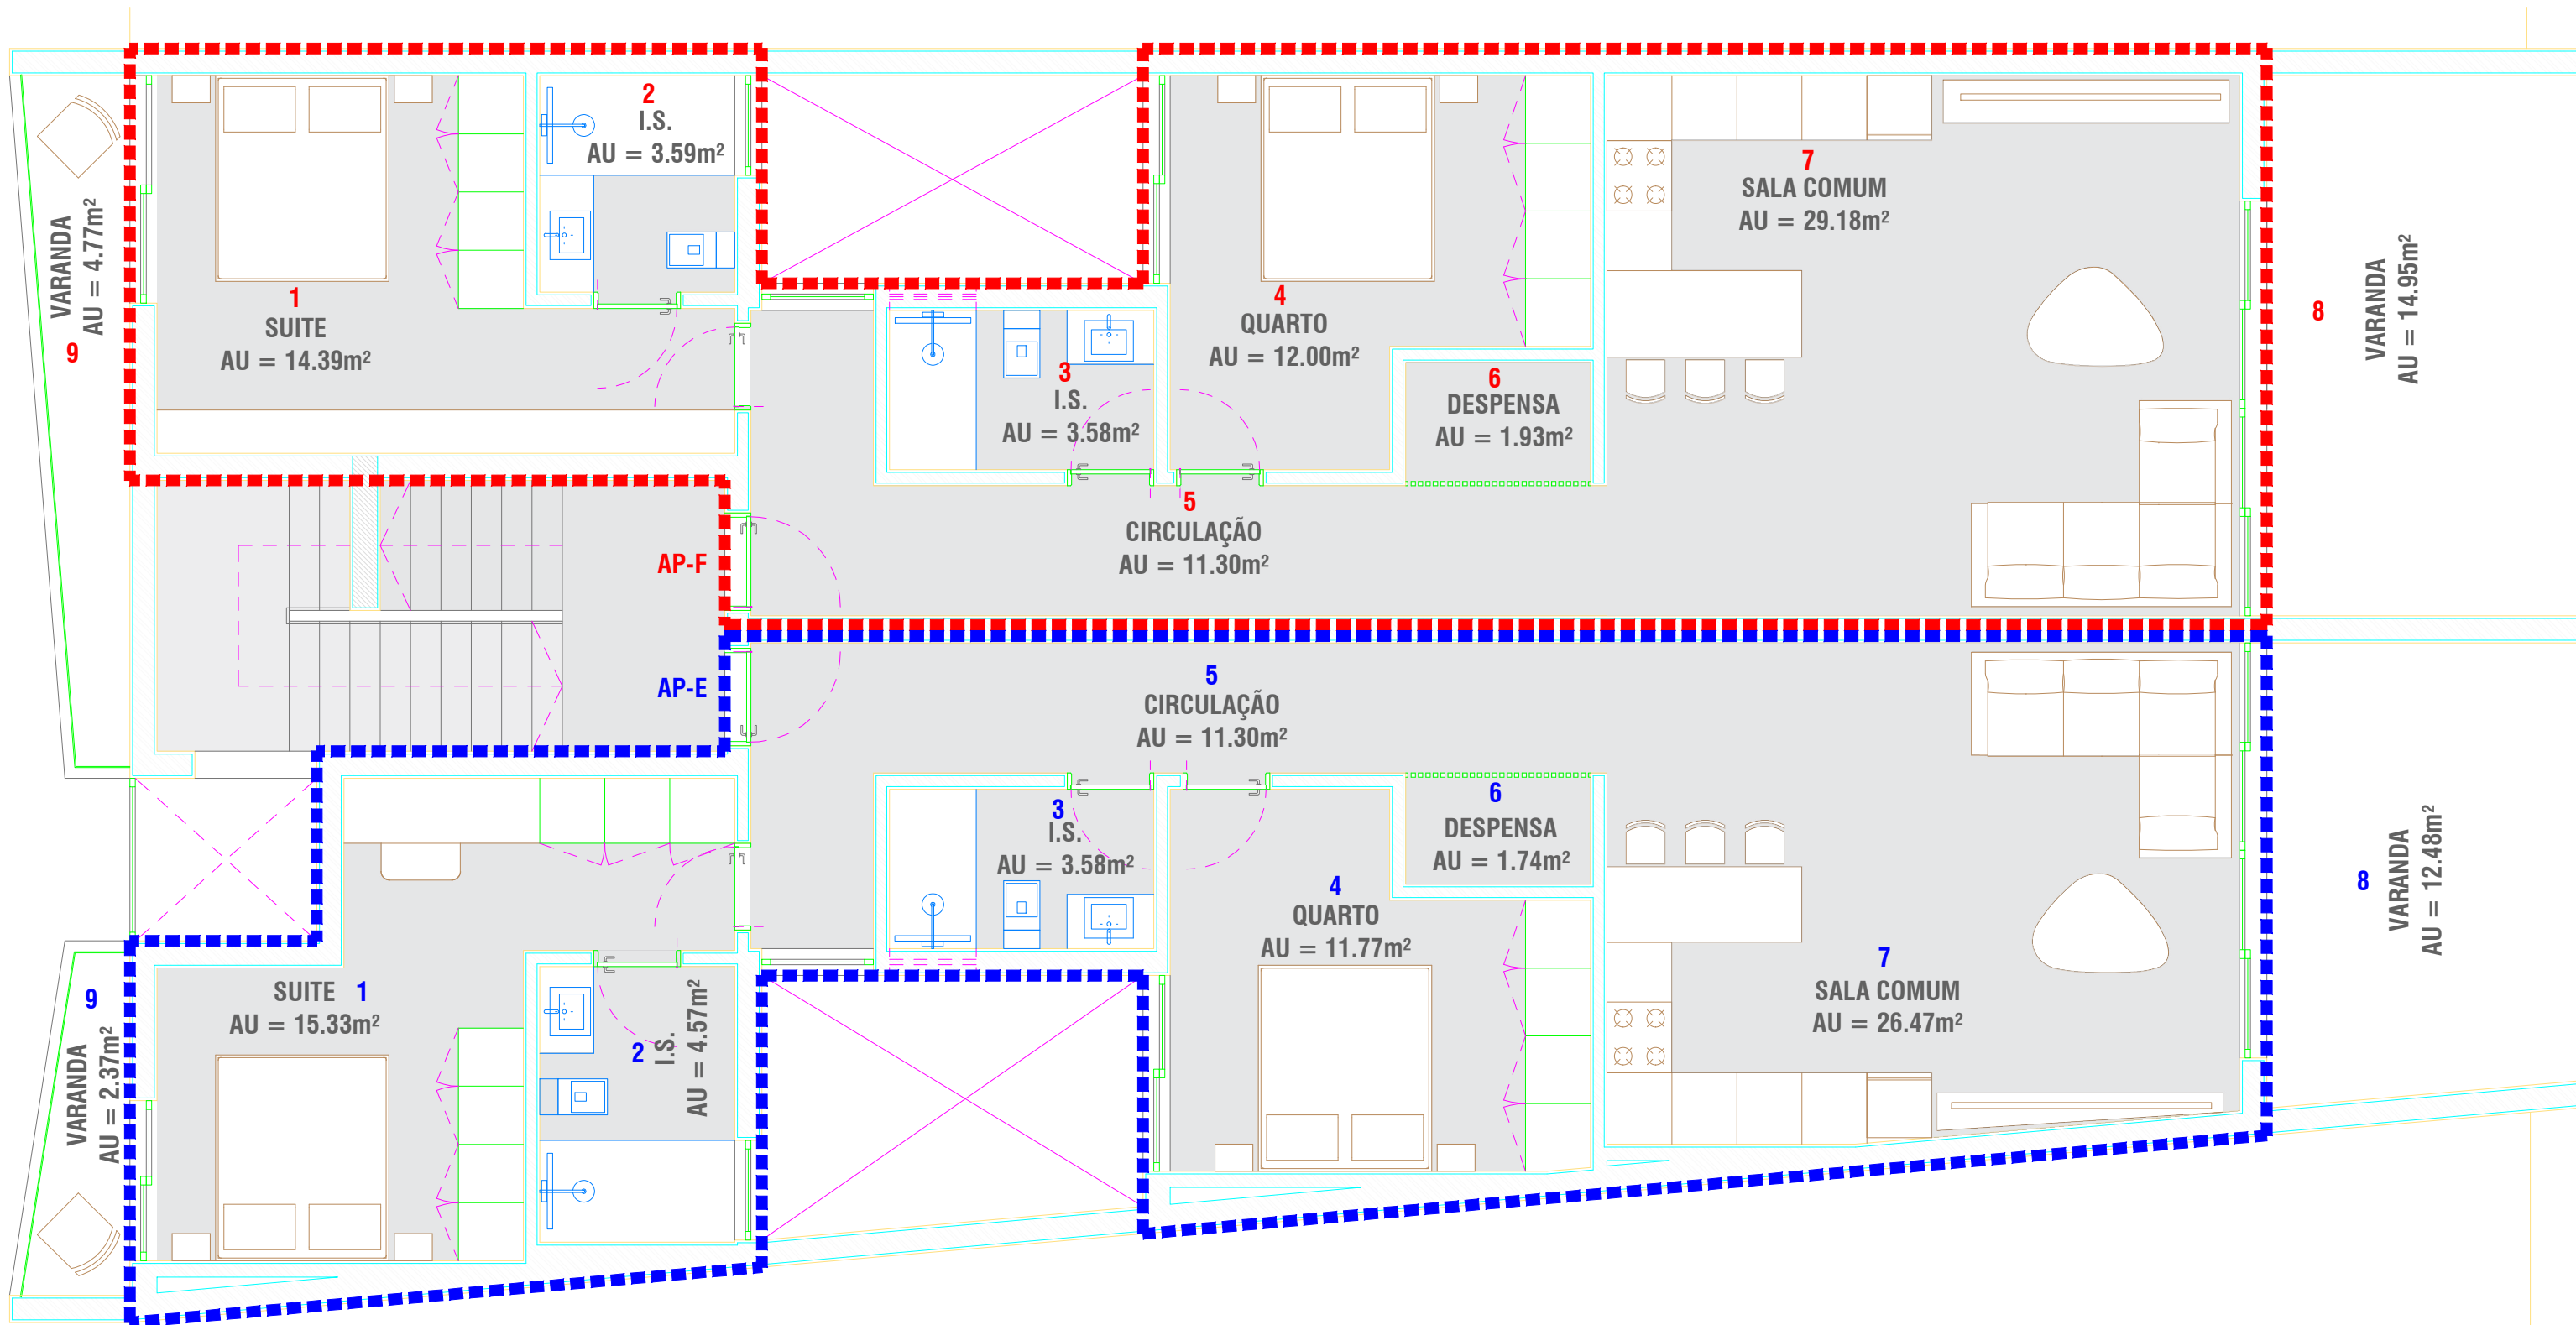 2
I.S.
AU = 3.59m²
1
SUITE
AU = 14.39m²
VARANDA
AU = 4.77m²
9
3
I.S.
AU = 3.58m²
4
QUARTO
AU = 12.00m²
6
DESPENSA
AU = 1.93m²
7
SALA COMUM
AU = 29.18m²
8
VARANDA
AU = 14.95m²
5
CIRCULAÇÃO
AU = 11.30m²
AP-F
AP-E
5
CIRCULAÇÃO
AU = 11.30m²
3
I.S.
AU = 3.58m²
6
DESPENSA
AU = 1.74m²
4
QUARTO
AU = 11.77m²
7
SALA COMUM
AU = 26.47m²
8
VARANDA
AU = 12.48m²
SUITE 1
AU = 15.33m²
2
I.S.
AU = 4.57m²
9
VARANDA
AU = 2.37m²